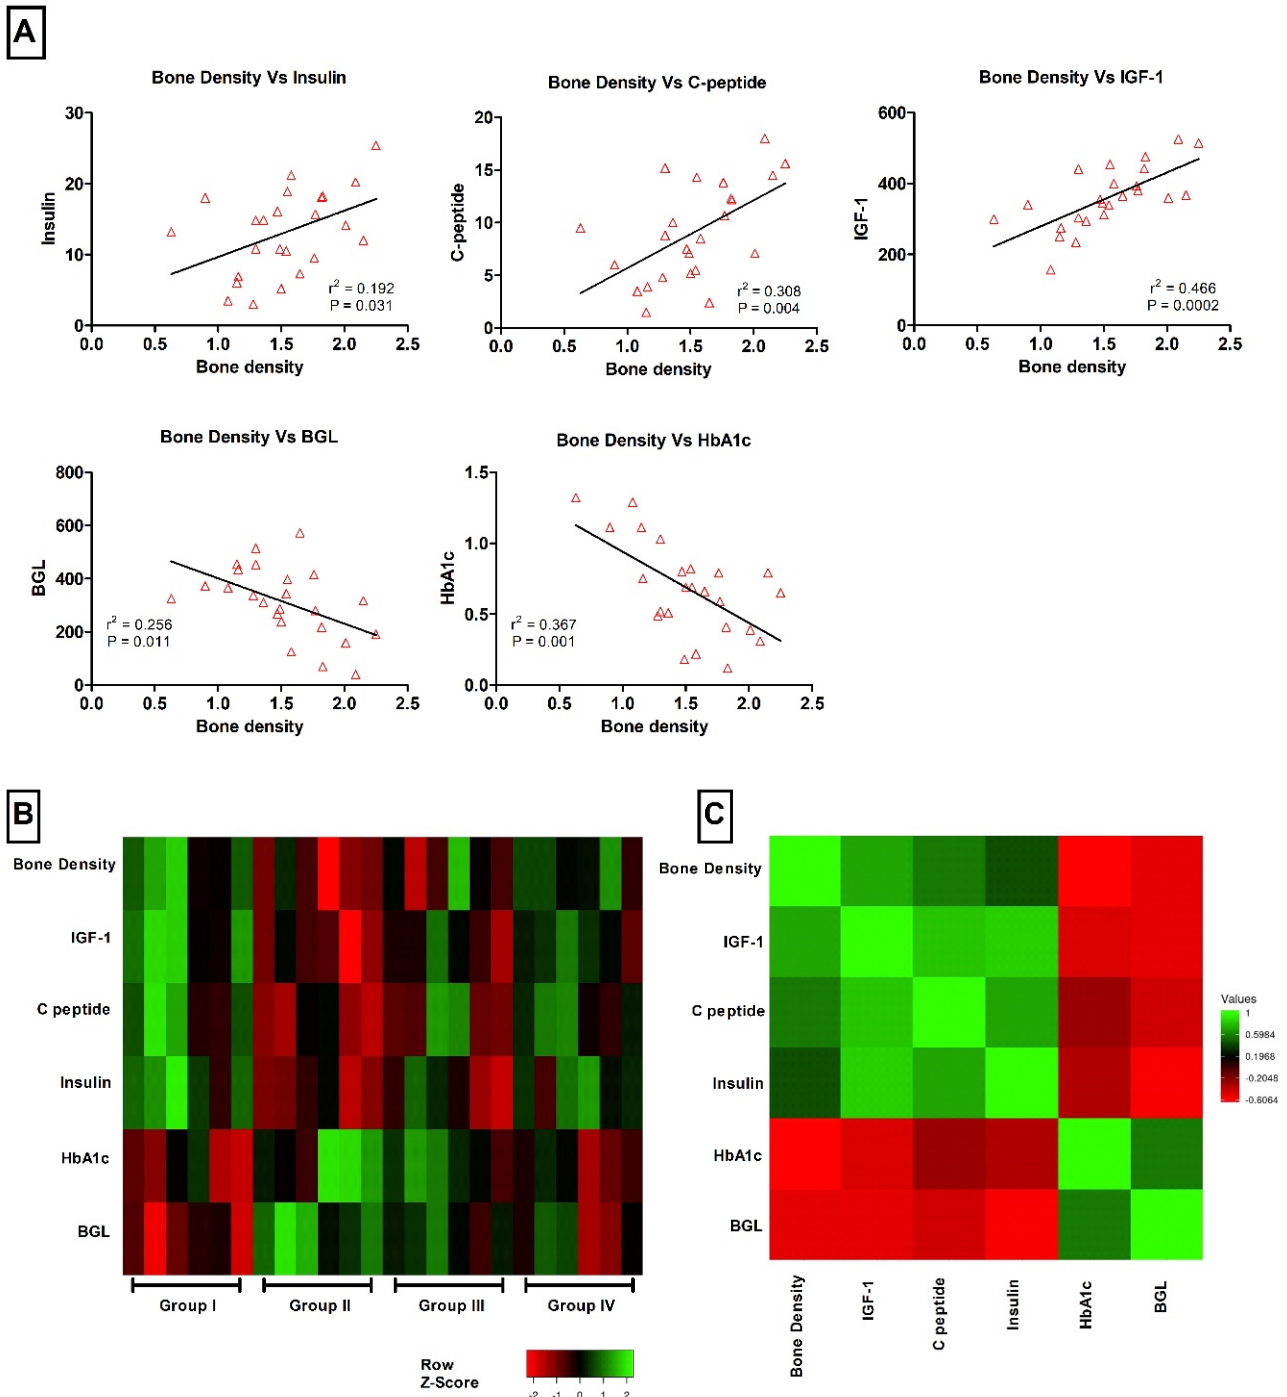 A
Bone Density Vs Insulin
Insulin
30
20
10
0
0.0 0.5 1.0 1.5 2.0 2.5
Bone density
r² = 0.192
P = 0.031
Bone Density Vs C-peptide
C-peptide
20
15
10
5
0
0.0 0.5 1.0 1.5 2.0 2.5
Bone density
r² = 0.308
P = 0.004
Bone Density Vs IGF-1
IGF-1
600
400
200
0
0.0 0.5 1.0 1.5 2.0 2.5
Bone density
r² = 0.466
P = 0.0002
Bone Density Vs BGL
BGL
800
600
400
200
0
0.0 0.5 1.0 1.5 2.0 2.5
Bone density
r² = 0.256
P = 0.011
Bone Density Vs HbA1c
HbA1c
1.5
1.0
0.5
0.0
0.0 0.5 1.0 1.5 2.0 2.5
Bone density
r² = 0.367
P = 0.001
B
Bone Density
IGF-1
C peptide
Insulin
HbA1c
BGL
Group I Group II Group III Group IV
Row
Z-Score
-2 -1 0 1 2
C
Bone Density
IGF-1
C peptide
Insulin
HbA1c
BGL
Bone Density
IGF-1
C peptide
Insulin
HbA1c
BGL
Values
1
0.5984
0.1968
-0.2048
-0.6064